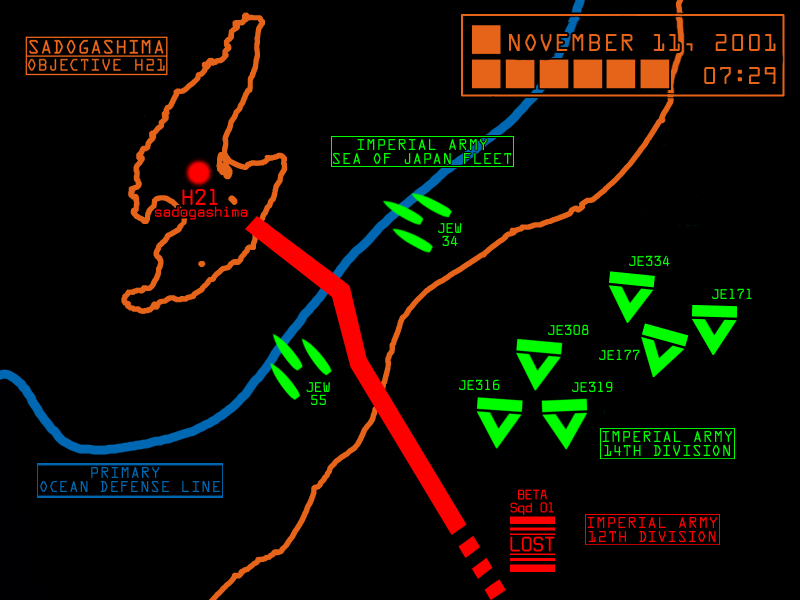 SADOGASHIMA
OBJECTIVE H21
NOVEMBER 11, 2001
07:29
IMPERIAL ARMY
SEA OF JAPAN FLEET
H21
sadogashima
JEW
34
JE334
JE171
JE308
JE177
JE316
JE319
JEW
55
IMPERIAL ARMY
14TH DIVISION
PRIMARY
OCEAN DEFENSE LINE
BETA
Sqd 01
LOST
IMPERIAL ARMY
12TH DIVISION